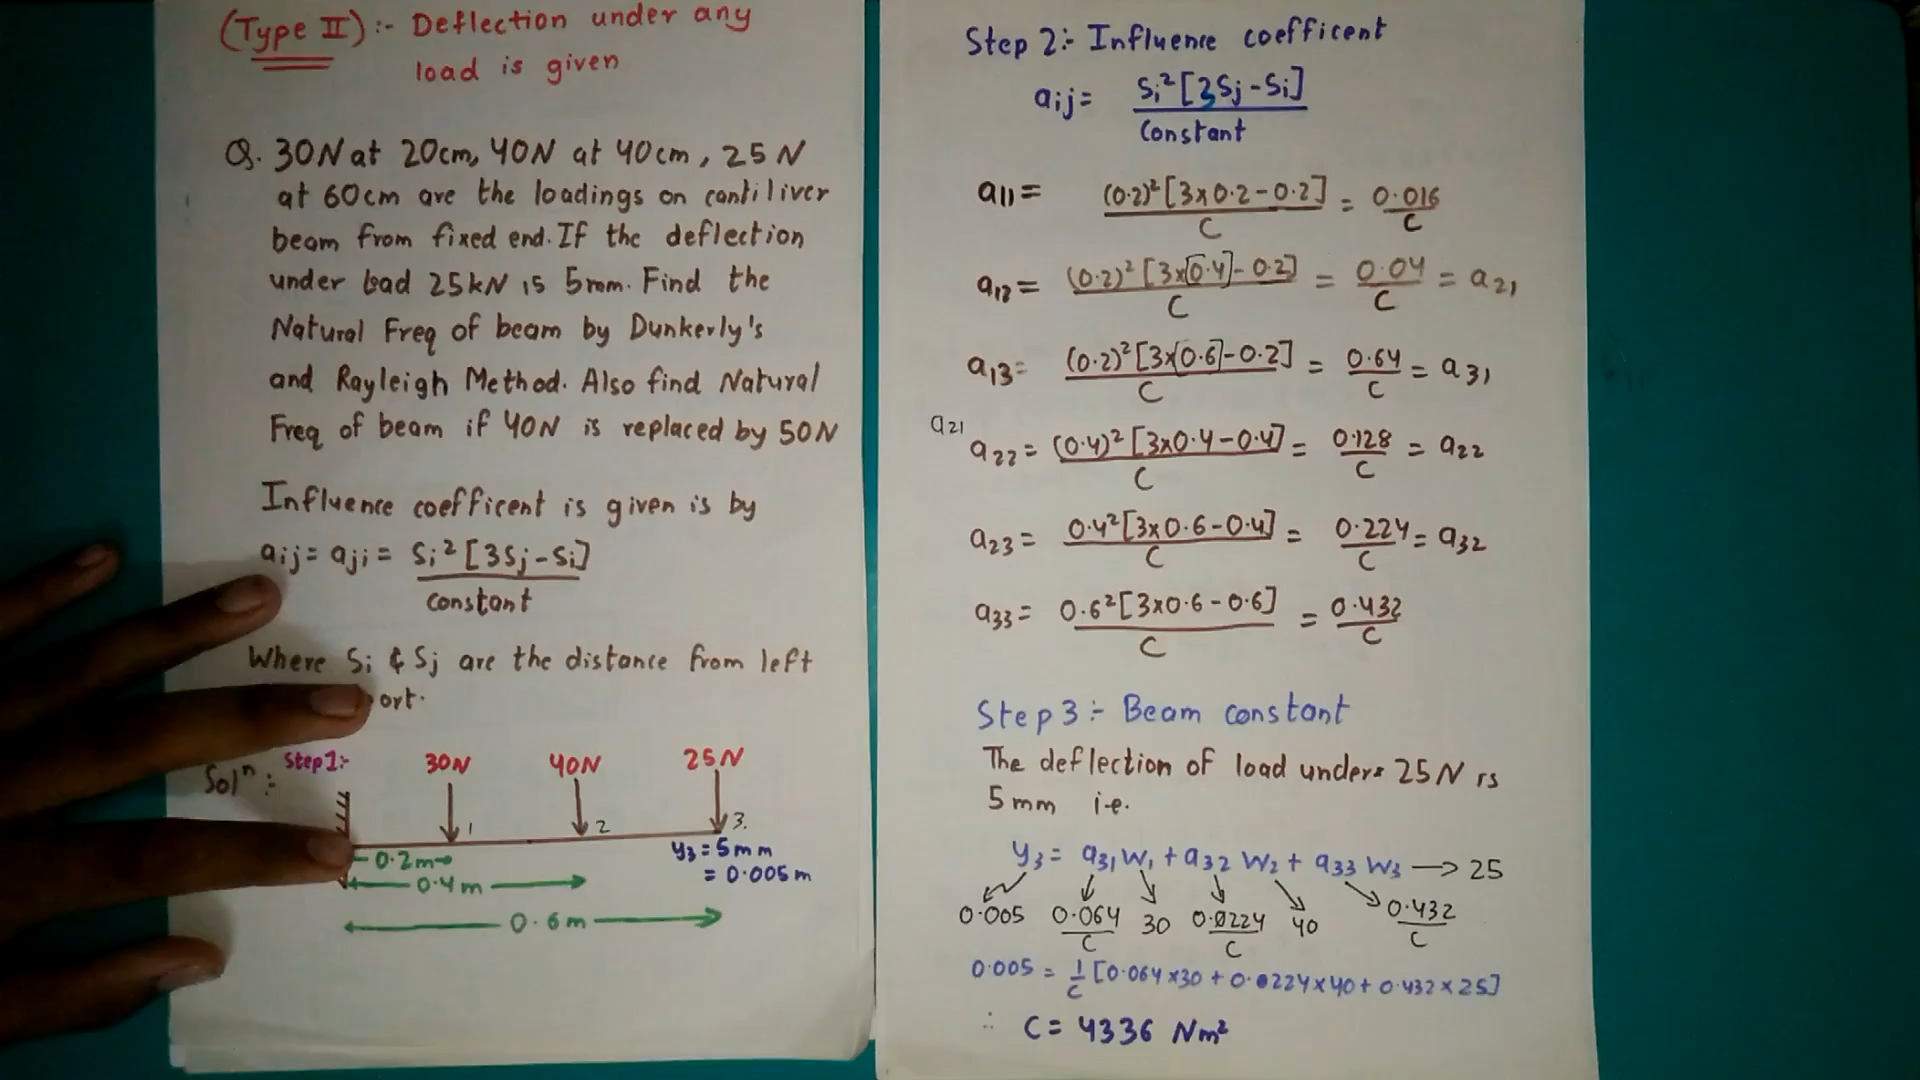 (Type II) :- Deflection under any
load is given
Q. 30N at 20cm, 40N at 40cm, 25N
at 60cm are the loadings on cantiliver
beam from fixed end. If the deflection
under load 25kN is 5mm. Find the
Natural Freq of beam by Dunkerly's
and Rayleigh Method. Also find Natural
Freq of beam if 40N is replaced by 50N
Influence coefficent is given is by
aij = aji = Si² [3Sj - Si]
constant
Where Si & Sj are the distance from left
ort.
Solⁿ :- Step1:-
30N 40N 25N
1 2 3.
0.2m
0.4m
0.6m
y3 = 5mm
= 0.005m
Step 2:- Influence coefficent
aij = Si² [3Sj - Si]
Constant
a11 = (0.2)² [3x0.2 - 0.2] = 0.016
C C
a12 = (0.2)² [3x[0.4] - 0.2] = 0.04 = a21
C C
a13 = (0.2)² [3x[0.6] - 0.2] = 0.64 = a31
C C
a21
a22 = (0.4)² [3x0.4 - 0.4] = 0.128 = a22
C C
a23 = 0.4² [3x0.6 - 0.4] = 0.224 = a32
C C
a33 = 0.6² [3x0.6 - 0.6] = 0.432
C C
Step 3 :- Beam constant
The deflection of load under 25N is
5mm i.e.
y3 = a31 W1 + a32 W2 + a33 W3 → 25
0.005 0.064 30 0.0224 40 0.432
C C C
0.005 = 1/C [0.064x30 + 0.0224x40 + 0.432x25]
∴ C = 4336 Nm²